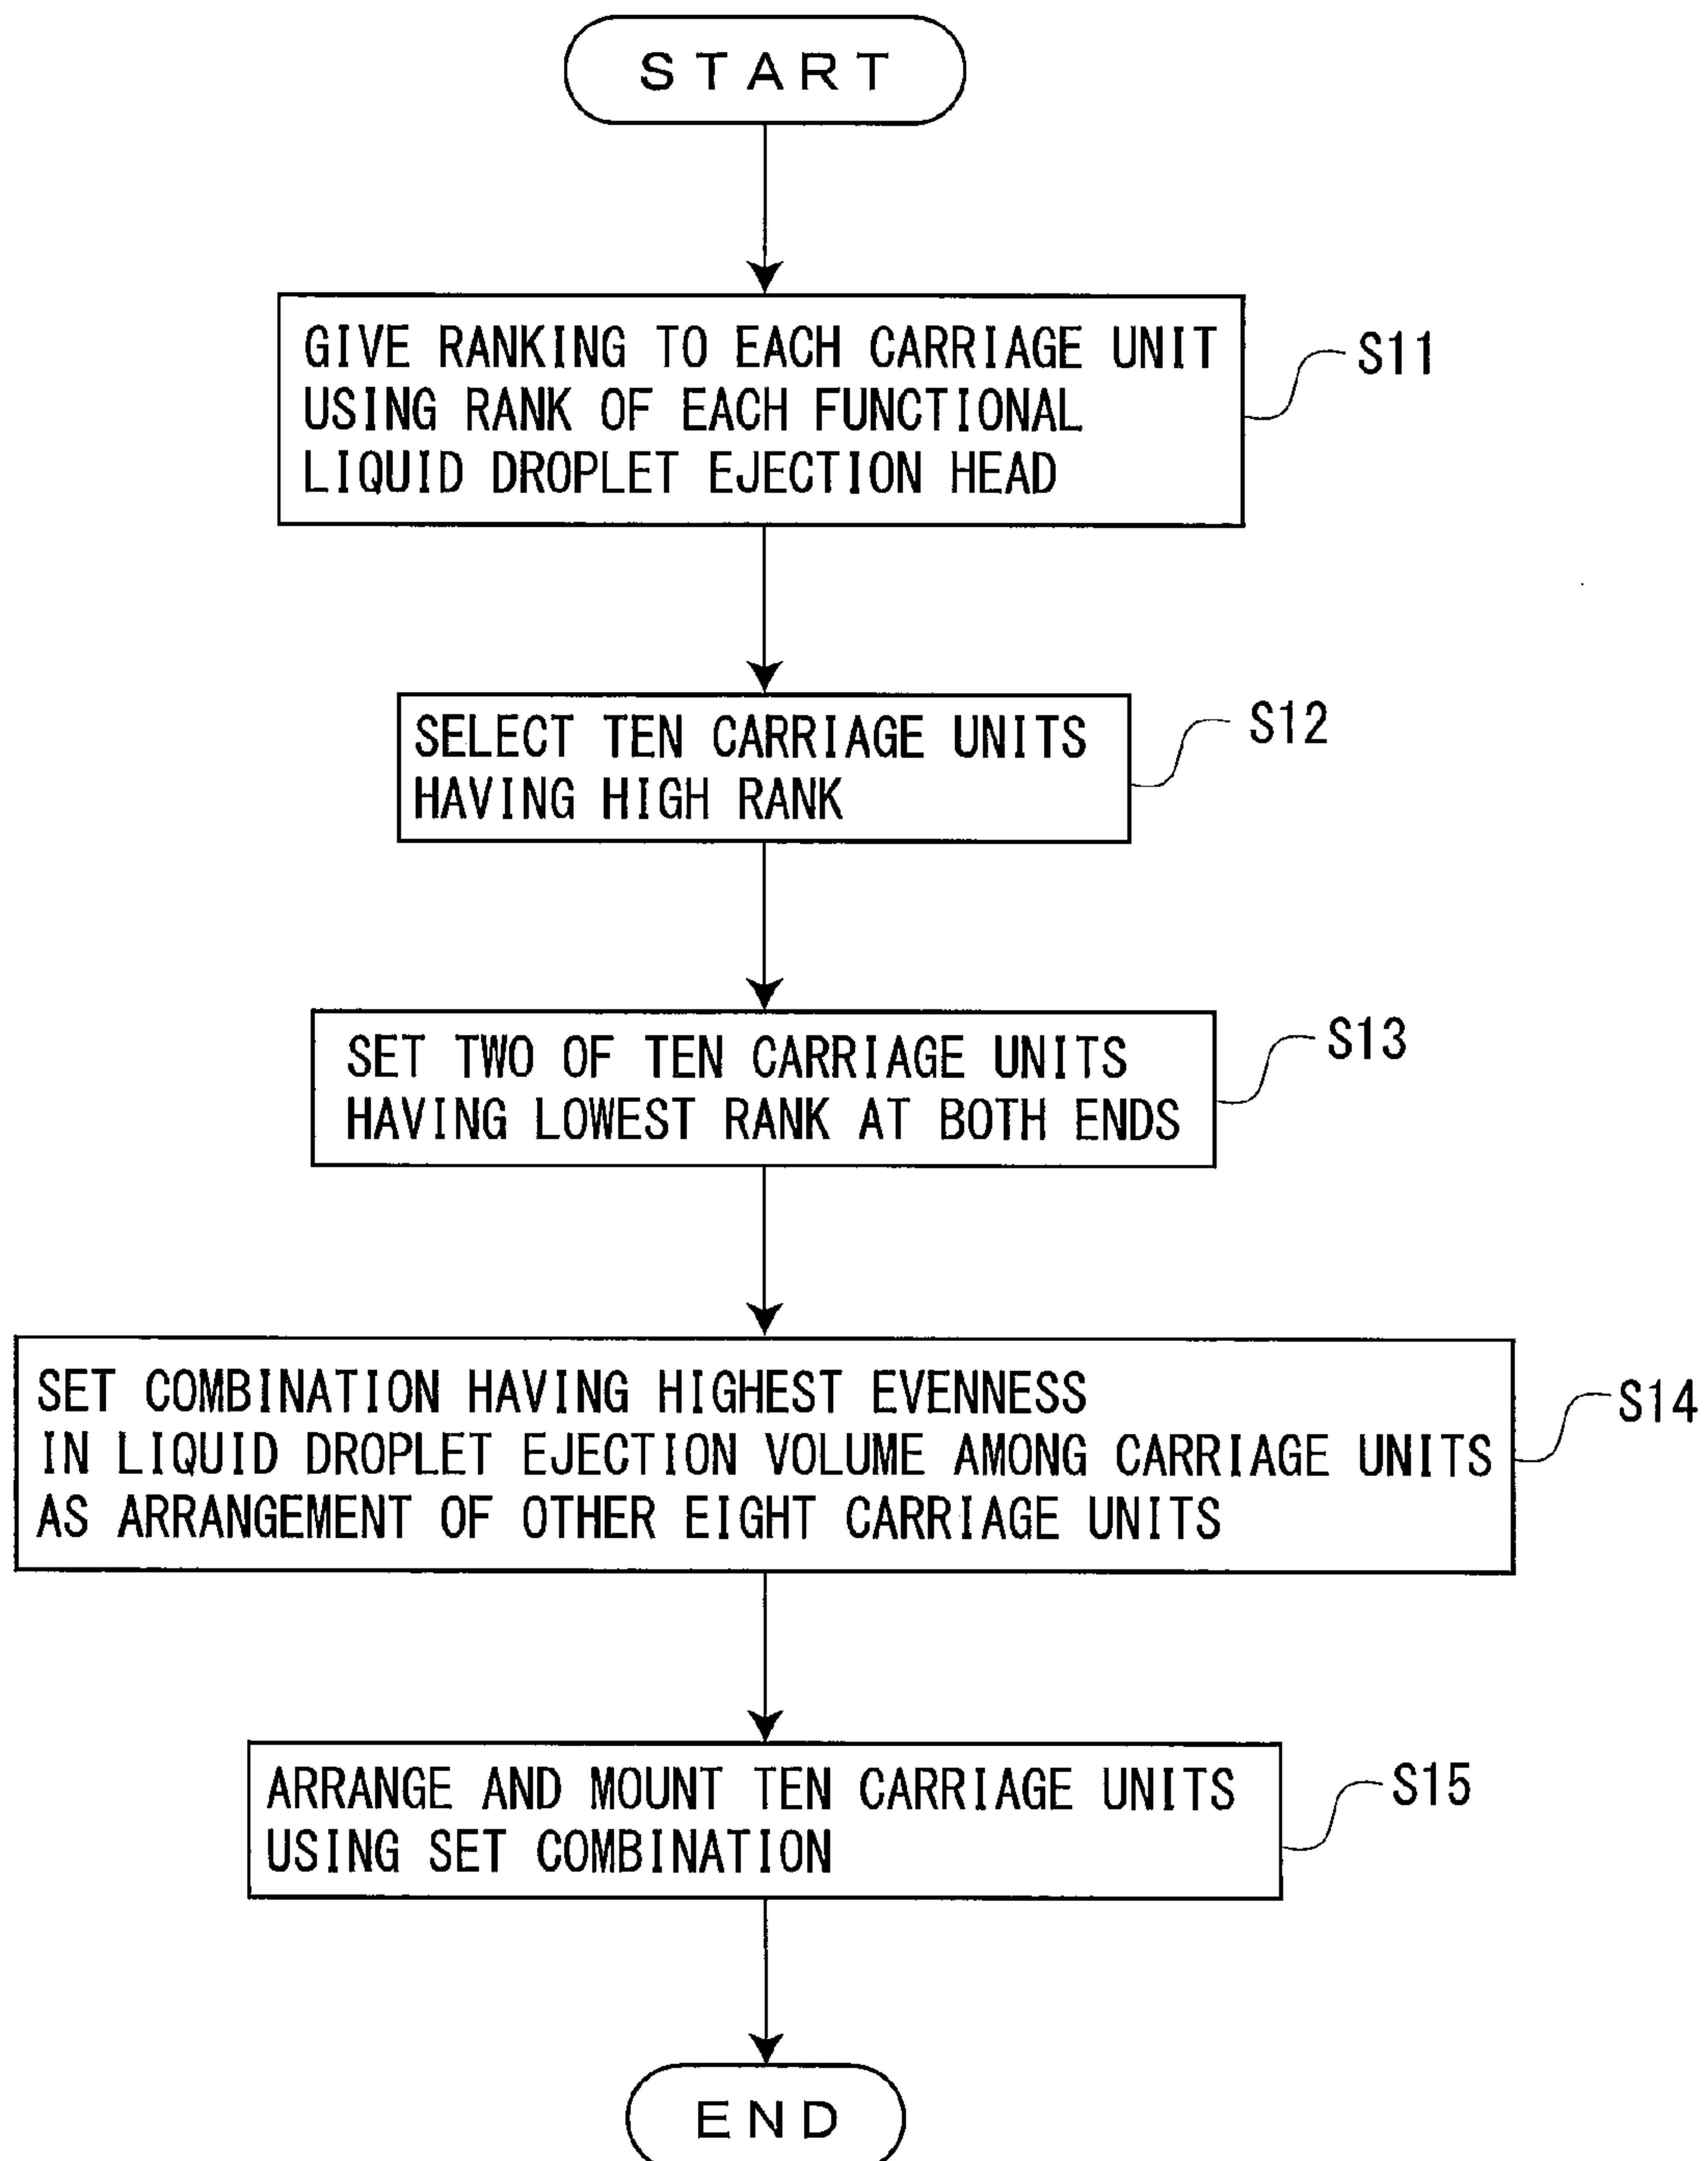 START
GIVE RANKING TO EACH CARRIAGE UNIT
USING RANK OF EACH FUNCTIONAL
LIQUID DROPLET EJECTION HEAD
S11
SELECT TEN CARRIAGE UNITS
HAVING HIGH RANK
S12
SET TWO OF TEN CARRIAGE UNITS
HAVING LOWEST RANK AT BOTH ENDS
S13
SET COMBINATION HAVING HIGHEST EVENNESS
IN LIQUID DROPLET EJECTION VOLUME AMONG CARRIAGE UNITS
AS ARRANGEMENT OF OTHER EIGHT CARRIAGE UNITS
S14
ARRANGE AND MOUNT TEN CARRIAGE UNITS
USING SET COMBINATION
S15
END